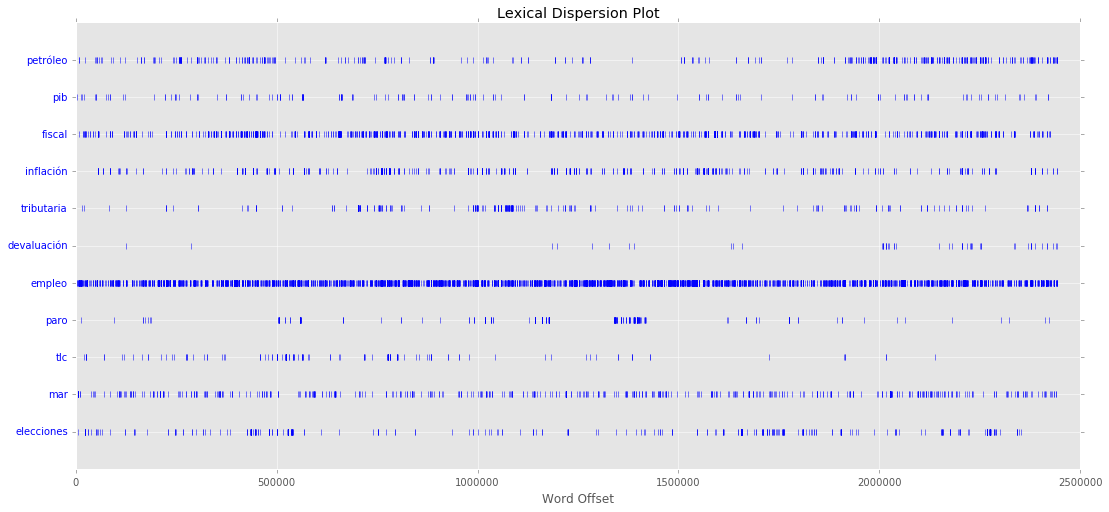 Lexical Dispersion Plot
petróleo
pib
fiscal
inflación
tributaria
devaluación
empleo
paro
tlc
mar
elecciones
0 500000 1000000 1500000 2000000 2500000
Word Offset